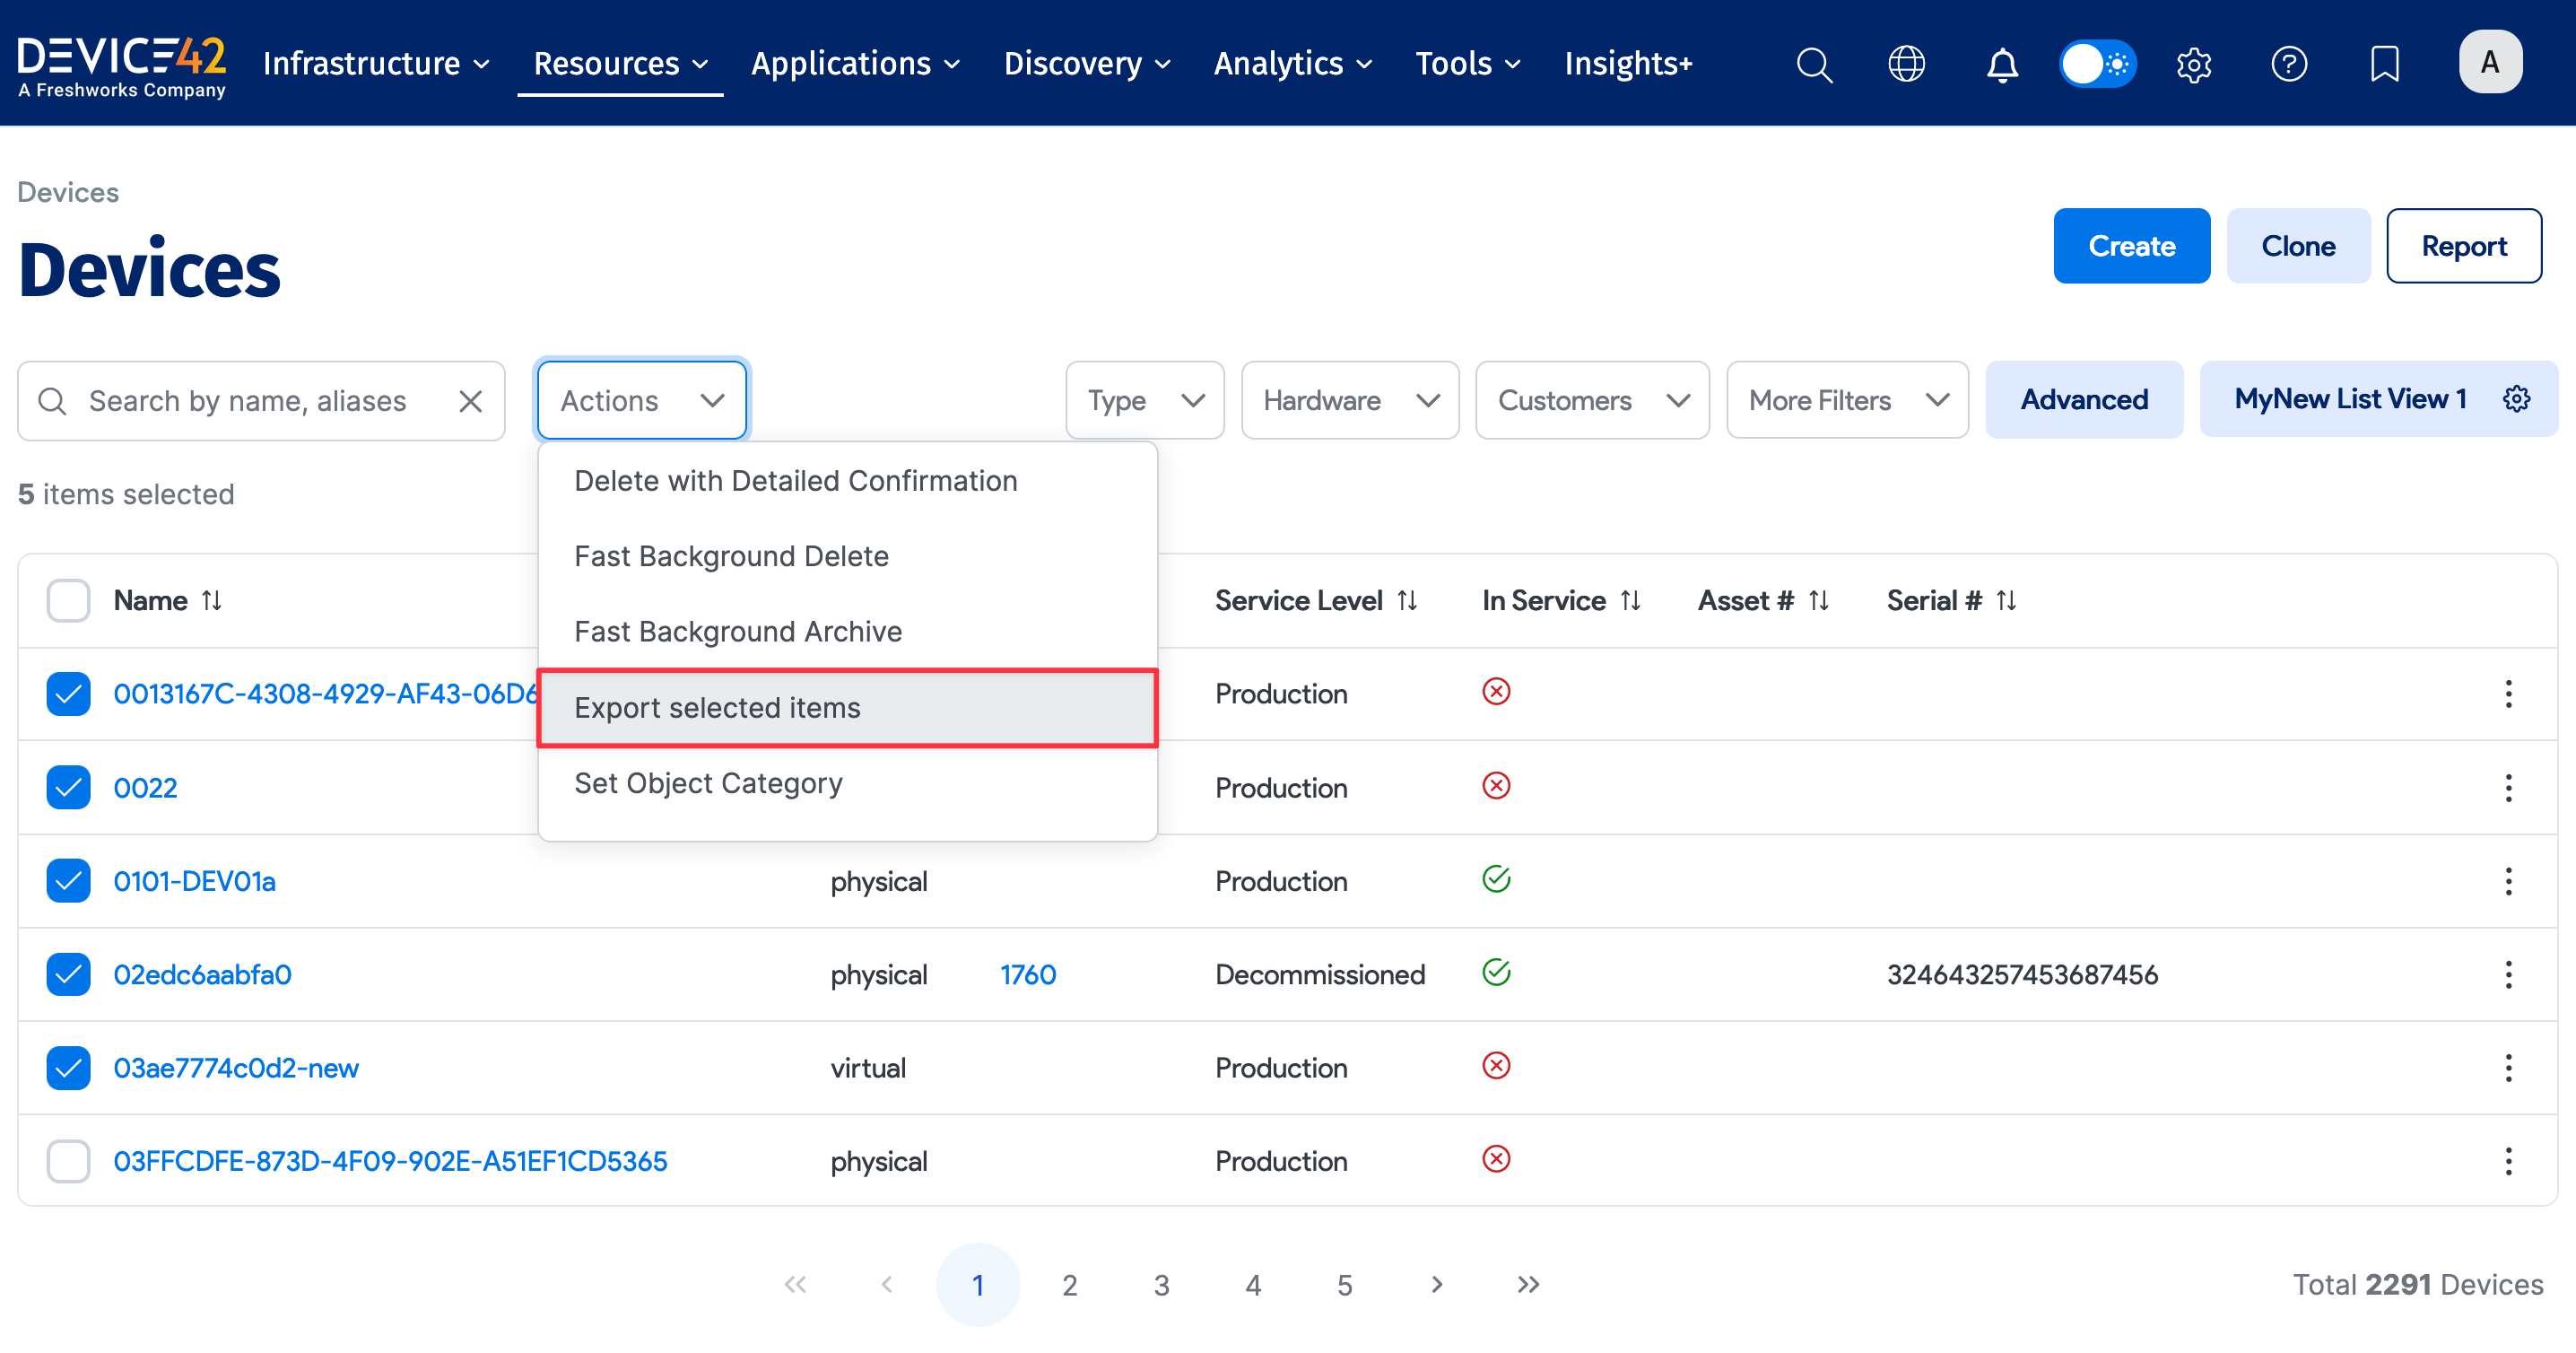 DEVICE42
A Freshworks Company
Infrastructure
Resources
Applications
Discovery
Analytics
Tools
Insights+
A
Devices
Devices
Create
Clone
Report
Search by name, aliases
Actions
Type
Hardware
Customers
More Filters
Advanced
MyNew List View 1
5 items selected
Delete with Detailed Confirmation
Fast Background Delete
Fast Background Archive
Export selected items
Set Object Category
Name Service Level In Service Asset # Serial #
0013167C-4308-4929-AF43-06D6 Production
0022 Production
0101-DEV01a physical Production
02edc6aabfa0 physical 1760 Decommissioned 324643257453687456
03ae7774c0d2-new virtual Production
03FFCDFE-873D-4F09-902E-A51EF1CD5365 physical Production
1 2 3 4 5
Total 2291 Devices